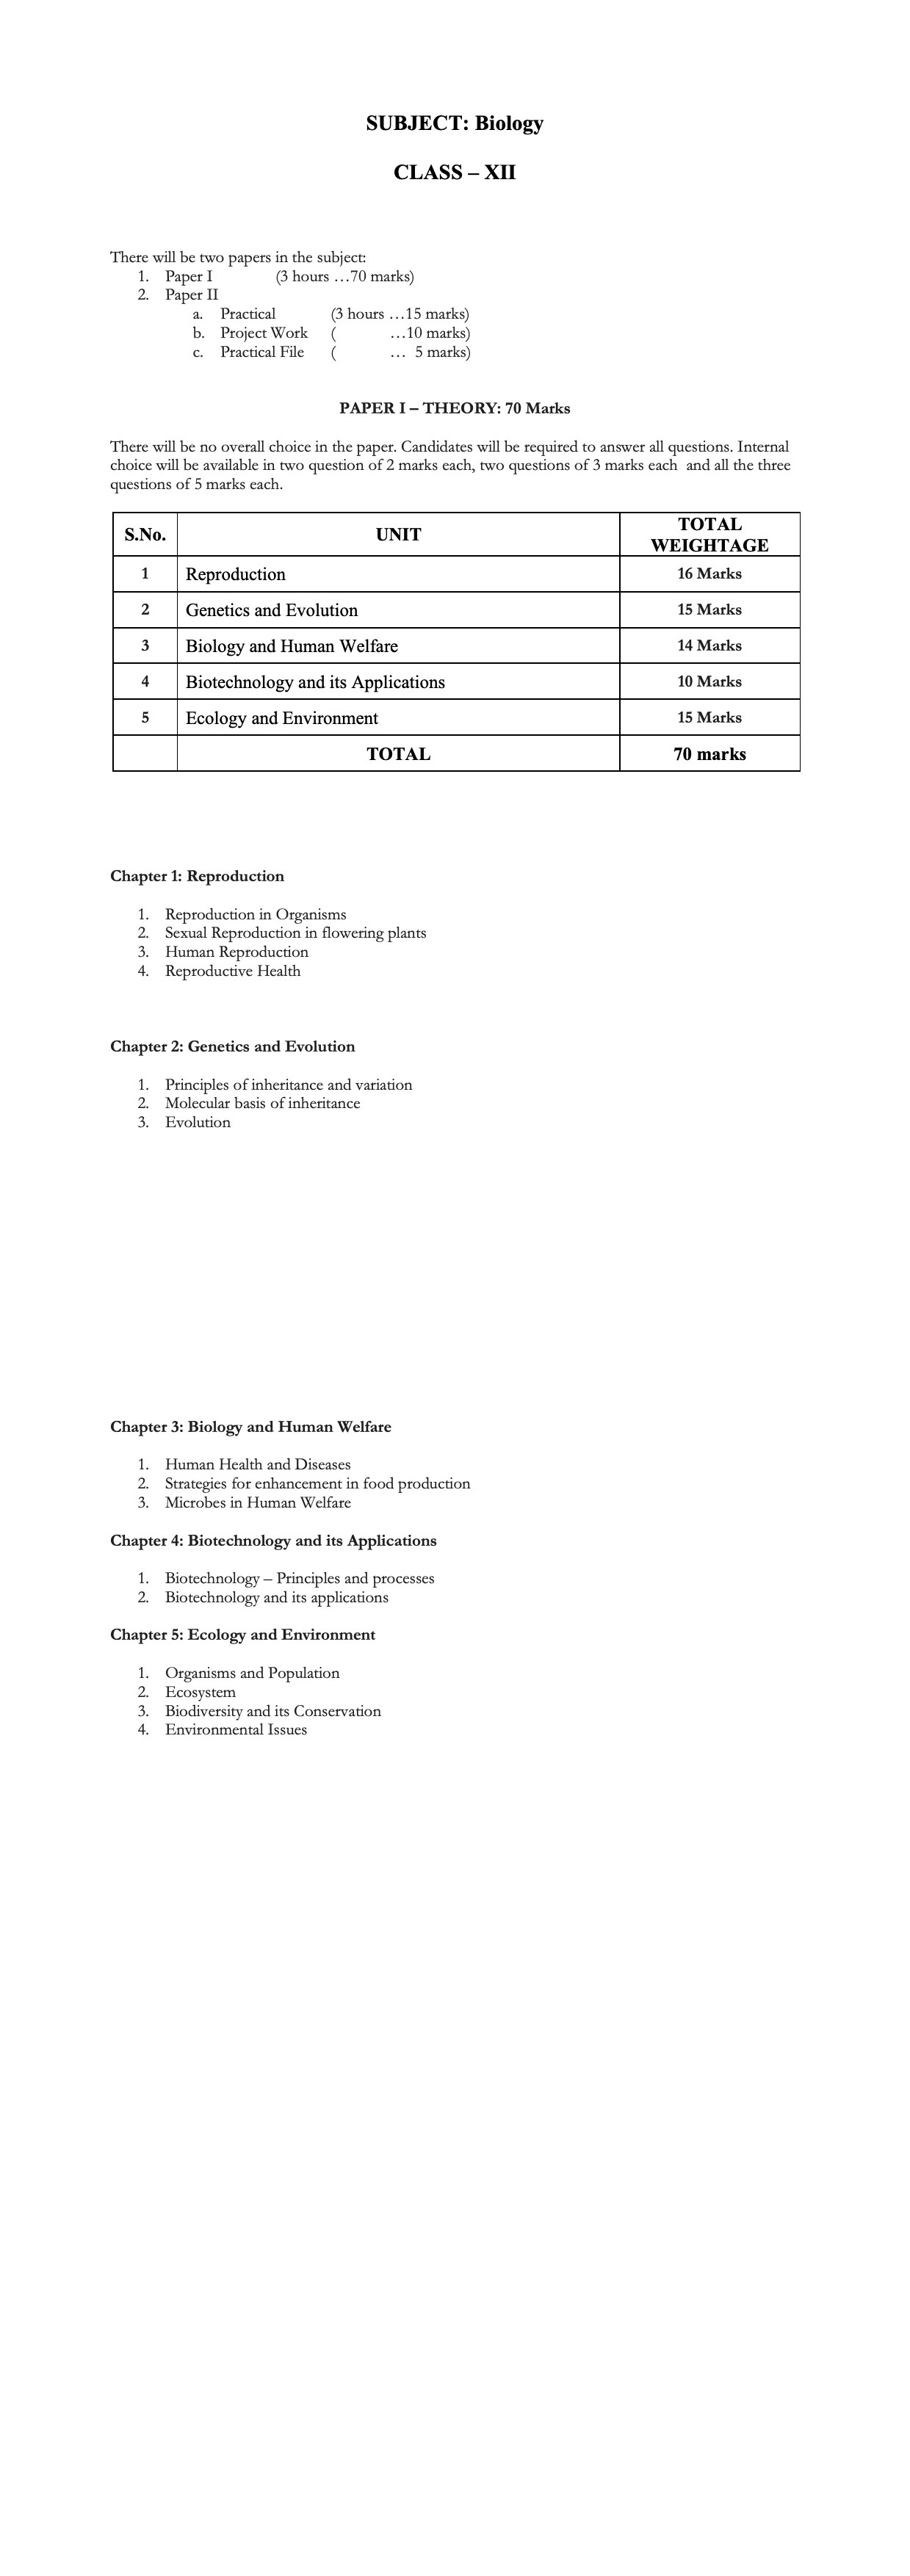 SUBJECT: Biology
CLASS – XII
There will be two papers in the subject:
1. Paper I (3 hours …70 marks)
2. Paper II
a. Practical (3 hours …15 marks)
b. Project Work ( …10 marks)
c. Practical File ( … 5 marks)
PAPER I – THEORY: 70 Marks
There will be no overall choice in the paper. Candidates will be required to answer all questions. Internal
choice will be available in two question of 2 marks each, two questions of 3 marks each and all the three
questions of 5 marks each.
S.No. UNIT TOTAL
WEIGHTAGE
1 Reproduction 16 Marks
2 Genetics and Evolution 15 Marks
3 Biology and Human Welfare 14 Marks
4 Biotechnology and its Applications 10 Marks
5 Ecology and Environment 15 Marks
TOTAL 70 marks
Chapter 1: Reproduction
1. Reproduction in Organisms
2. Sexual Reproduction in flowering plants
3. Human Reproduction
4. Reproductive Health
Chapter 2: Genetics and Evolution
1. Principles of inheritance and variation
2. Molecular basis of inheritance
3. Evolution
Chapter 3: Biology and Human Welfare
1. Human Health and Diseases
2. Strategies for enhancement in food production
3. Microbes in Human Welfare
Chapter 4: Biotechnology and its Applications
1. Biotechnology – Principles and processes
2. Biotechnology and its applications
Chapter 5: Ecology and Environment
1. Organisms and Population
2. Ecosystem
3. Biodiversity and its Conservation
4. Environmental Issues